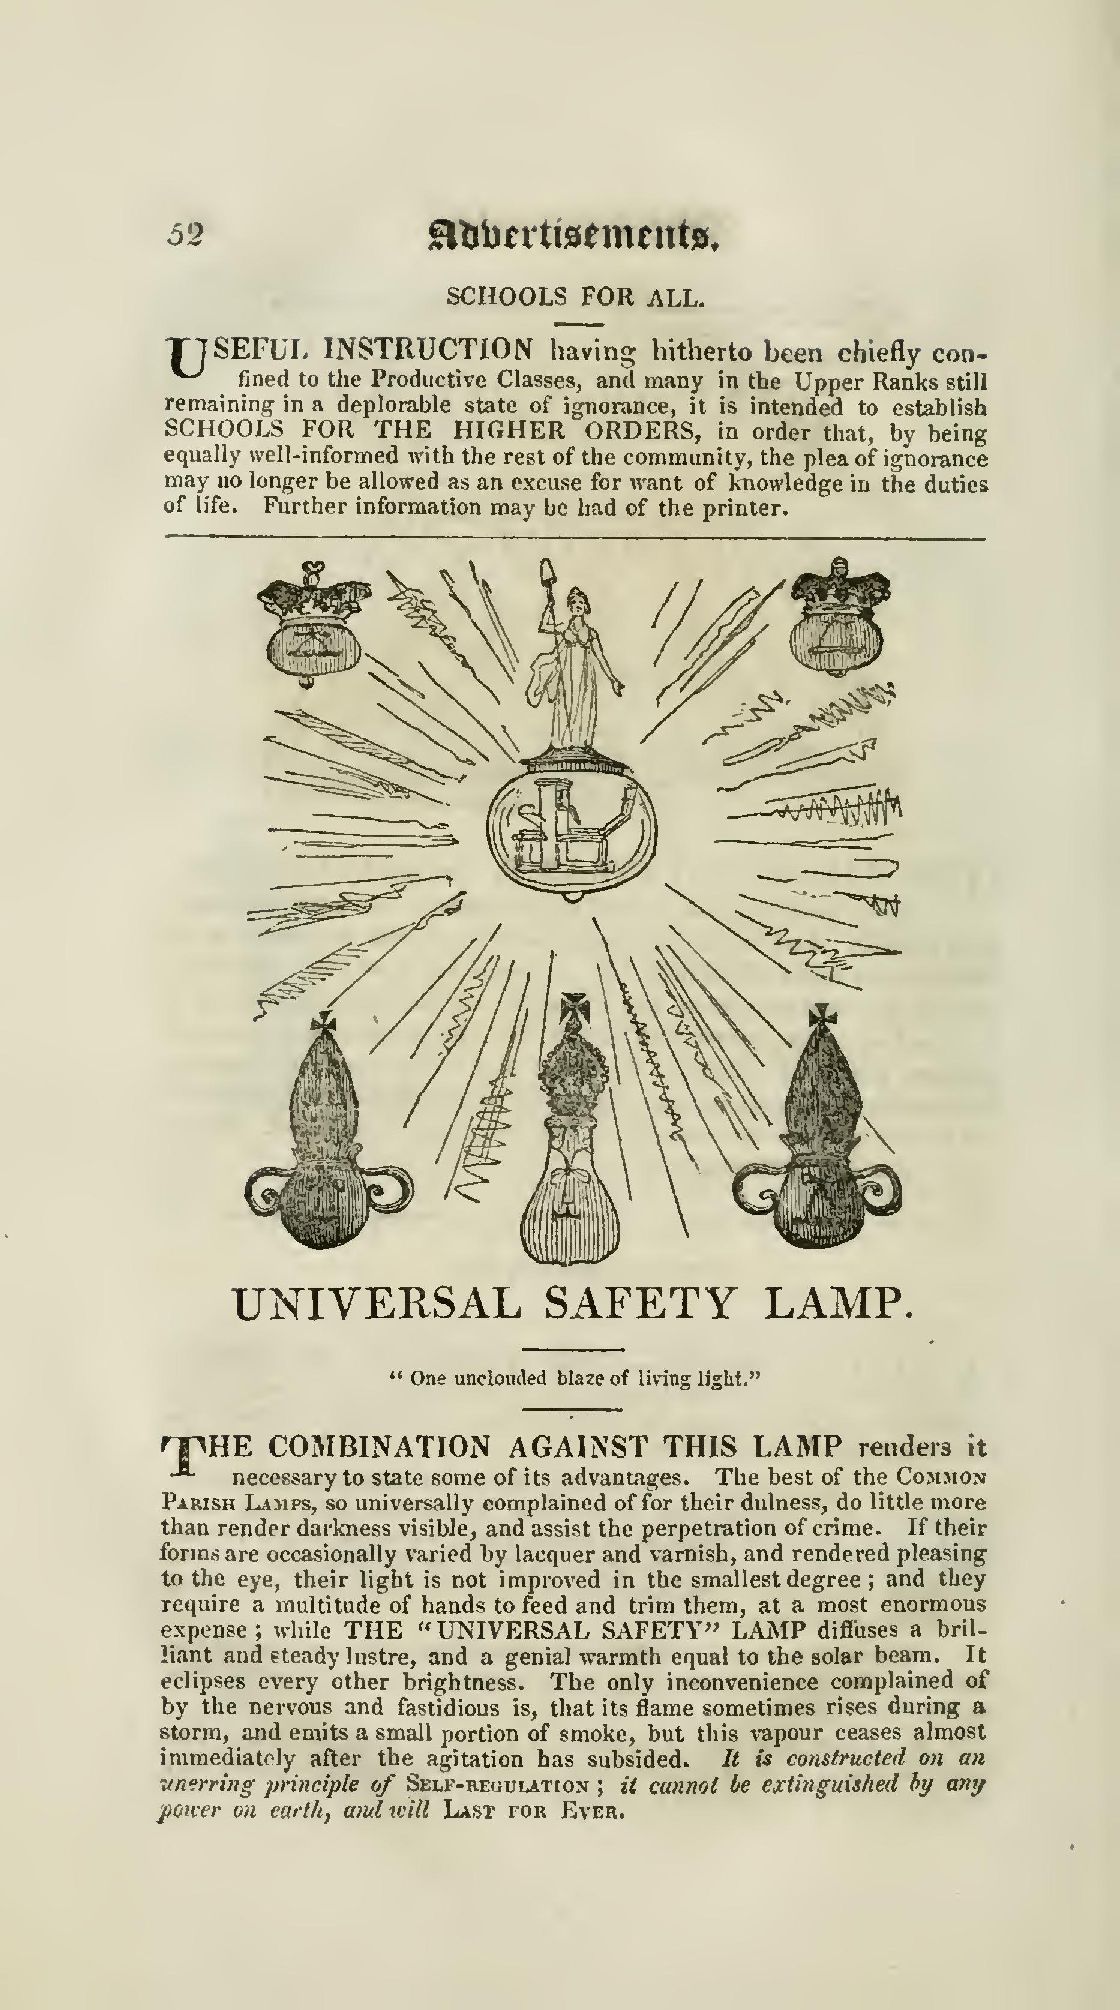 52
Advertisements.
SCHOOLS FOR ALL.
USEFUL INSTRUCTION having hitherto been chiefly con-
fined to the Productive Classes, and many in the Upper Ranks still
remaining in a deplorable state of ignorance, it is intended to establish
SCHOOLS FOR THE HIGHER ORDERS, in order that, by being
equally well-informed with the rest of the community, the plea of ignorance
may no longer be allowed as an excuse for want of knowledge in the duties
of life. Further information may be had of the printer.
UNIVERSAL SAFETY LAMP.
“ One unclouded blaze of living light.”
THE COMBINATION AGAINST THIS LAMP renders it
necessary to state some of its advantages. The best of the COMMON
PARISH LAMPS, so universally complained of for their dulness, do little more
than render darkness visible, and assist the perpetration of crime. If their
forms are occasionally varied by lacquer and varnish, and rendered pleasing
to the eye, their light is not improved in the smallest degree ; and they
require a multitude of hands to feed and trim them, at a most enormous
expense ; while THE “UNIVERSAL SAFETY” LAMP diffuses a bril-
liant and steady lustre, and a genial warmth equal to the solar beam. It
eclipses every other brightness. The only inconvenience complained of
by the nervous and fastidious is, that its flame sometimes rises during a
storm, and emits a small portion of smoke, but this vapour ceases almost
immediately after the agitation has subsided. It is constructed on an
unerring principle of SELF-REGULATION ; it cannot be extinguished by any
power on earth, and will LAST FOR EVER.